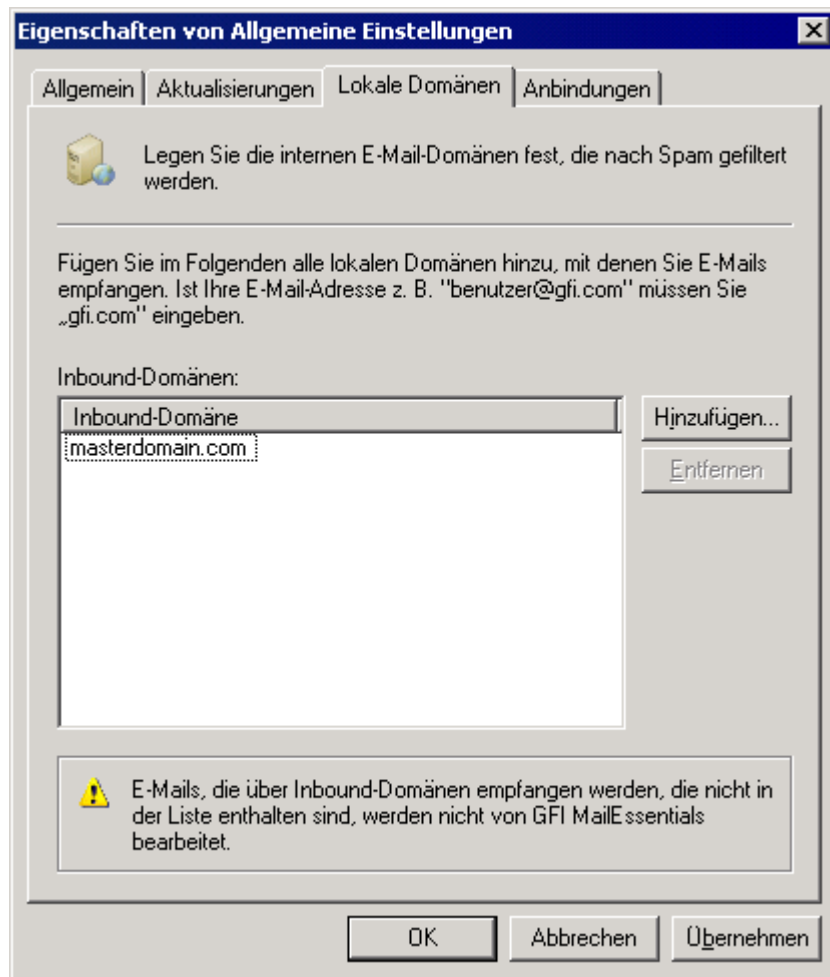 Eigenschaften von Allgemeine Einstellungen
Allgemein Aktualisierungen Lokale Domänen Anbindungen
Legen Sie die internen E-Mail-Domänen fest, die nach Spam gefiltert
werden.
Fügen Sie im Folgenden alle lokalen Domänen hinzu, mit denen Sie E-Mails
empfangen. Ist Ihre E-Mail-Adresse z. B. "benutzer@gfi.com" müssen Sie
„gfi.com" eingeben.
Inbound-Domänen:
Inbound-Domäne
masterdomain.com
Hinzufügen...
Entfernen
E-Mails, die über Inbound-Domänen empfangen werden, die nicht in
der Liste enthalten sind, werden nicht von GFI MailEssentials
bearbeitet.
OK Abbrechen Übernehmen